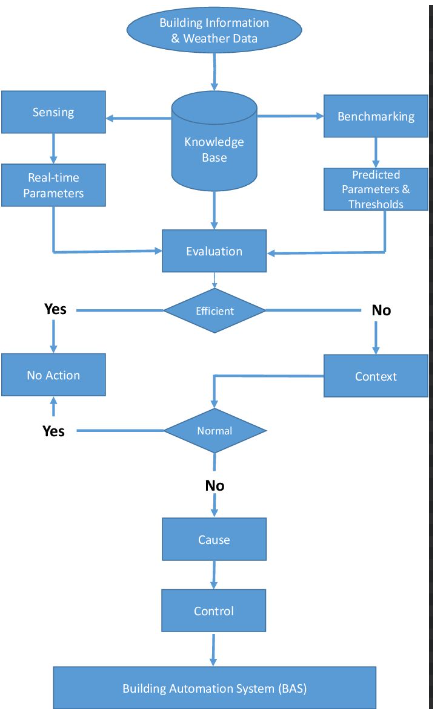 Building Information
& Weather Data
Sensing
Knowledge
Base
Benchmarking
Real-time
Parameters
Predicted
Parameters &
Thresholds
Evaluation
Efficient
Yes
No
No Action
Context
Normal
Yes
No
Cause
Control
Building Automation System (BAS)